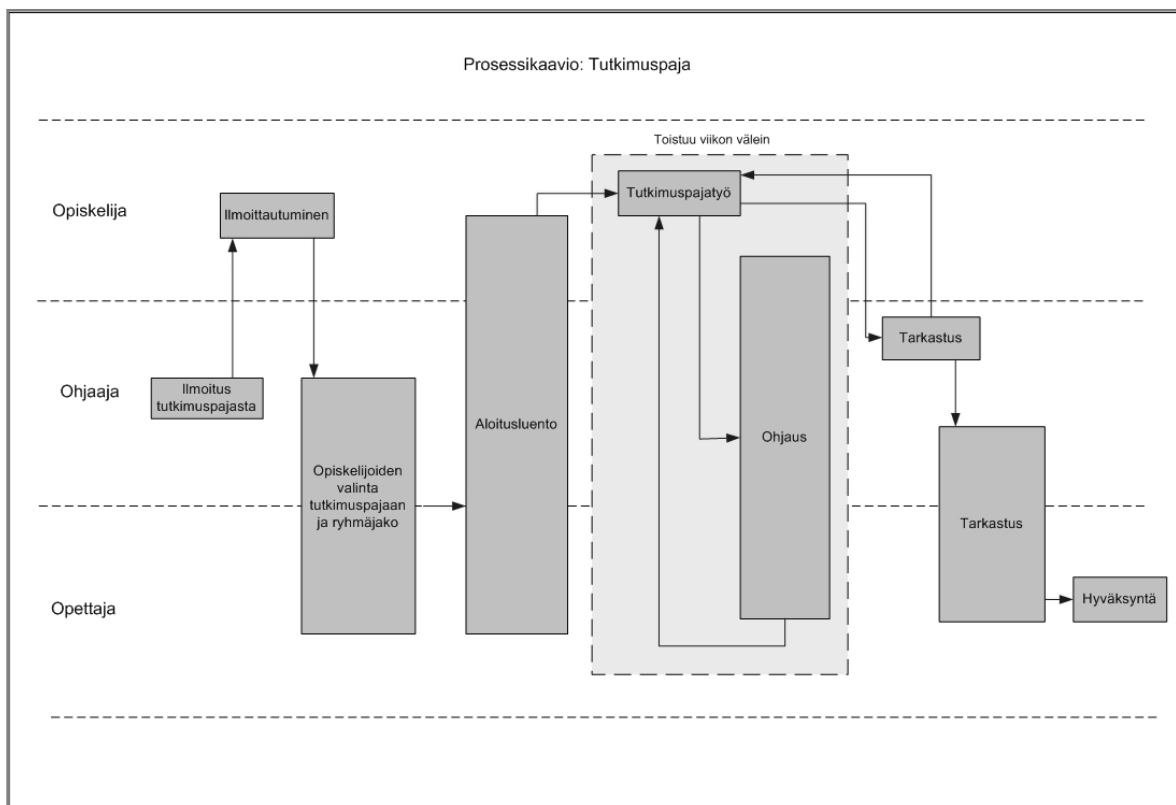 Prosessikaavio: Tutkimuspaja
Toistuu viikon välein
Opiskelija
Ilmoittautuminen
Tutkimuspajatyö
Ohjaaja
Ilmoitus
tutkimuspajasta
Opiskelijoiden
valinta
tutkimuspajaan
ja ryhmäjako
Aloitusluento
Ohjaus
Tarkastus
Tarkastus
Opettaja
Hyväksyntä